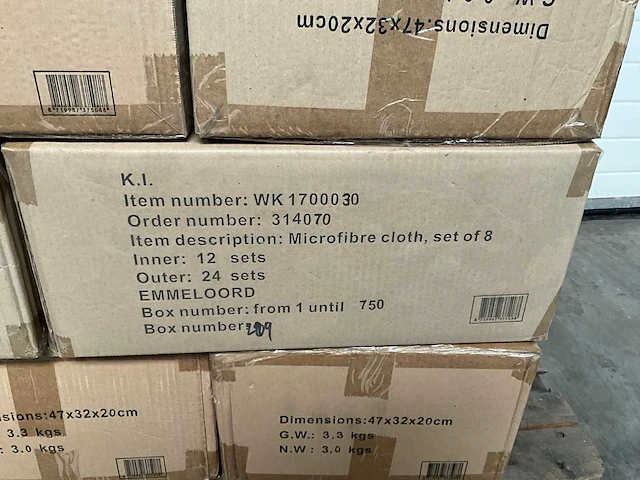 G.W.:
Dimensions:47x32x20cm
K.I.
Item number: WK 1700030
Order number: 314070
Item description: Microfibre cloth, set of 8
Inner: 12 sets
Outer: 24 sets
EMMELOORD
Box number: from 1 until 750
Box number:
sions:47x32x20cm
: 3.3 kgs
: 3.0 kgs
Dimensions:47x32x20cm
G.W.: 3.3 kgs
N.W: 3.0 kgs